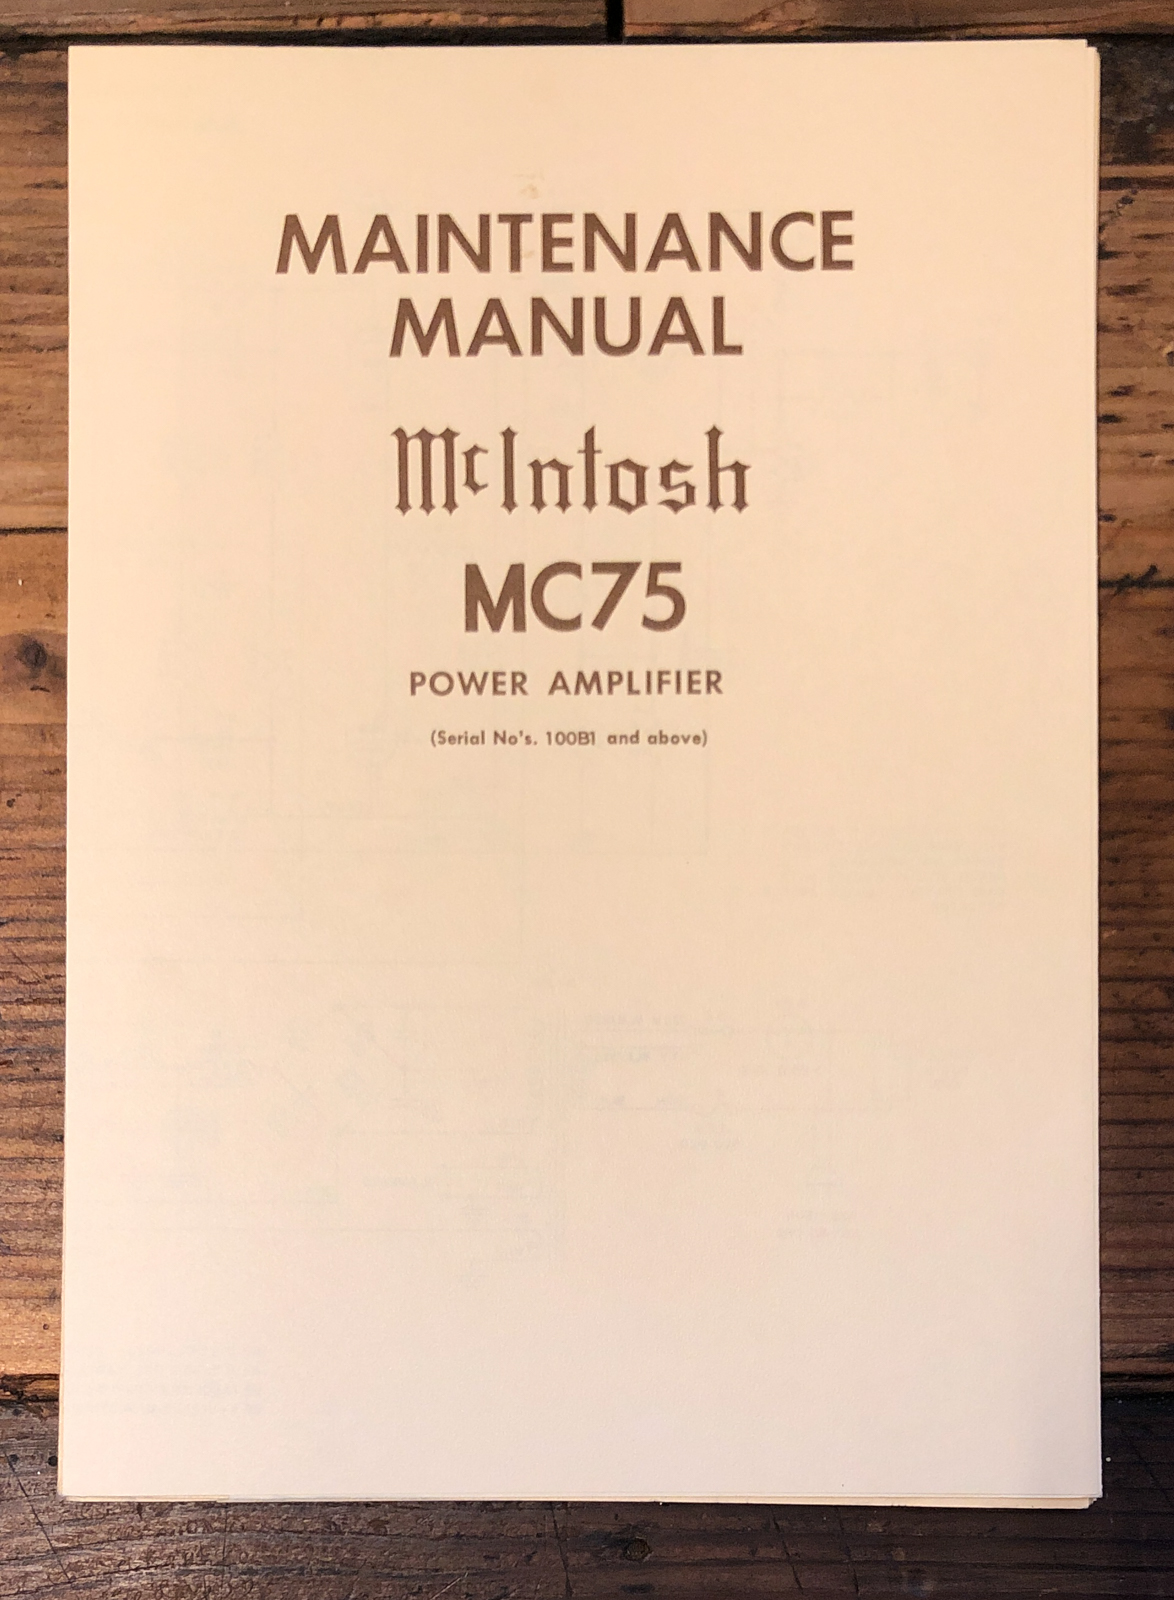 MAINTENANCE
MANUAL
McIntosh
MC75
POWER AMPLIFIER
(Serial No's. 100B1 and above)